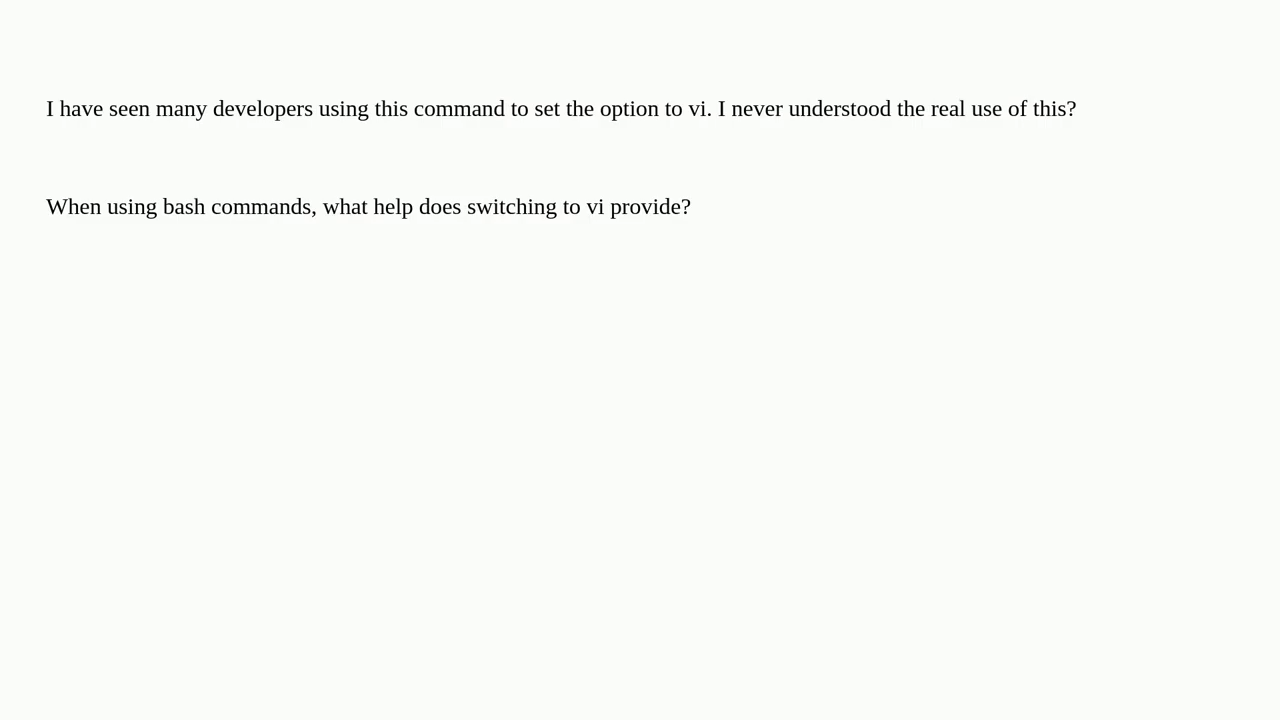 I have seen many developers using this command to set the option to vi. I never understood the real use of this?
When using bash commands, what help does switching to vi provide?